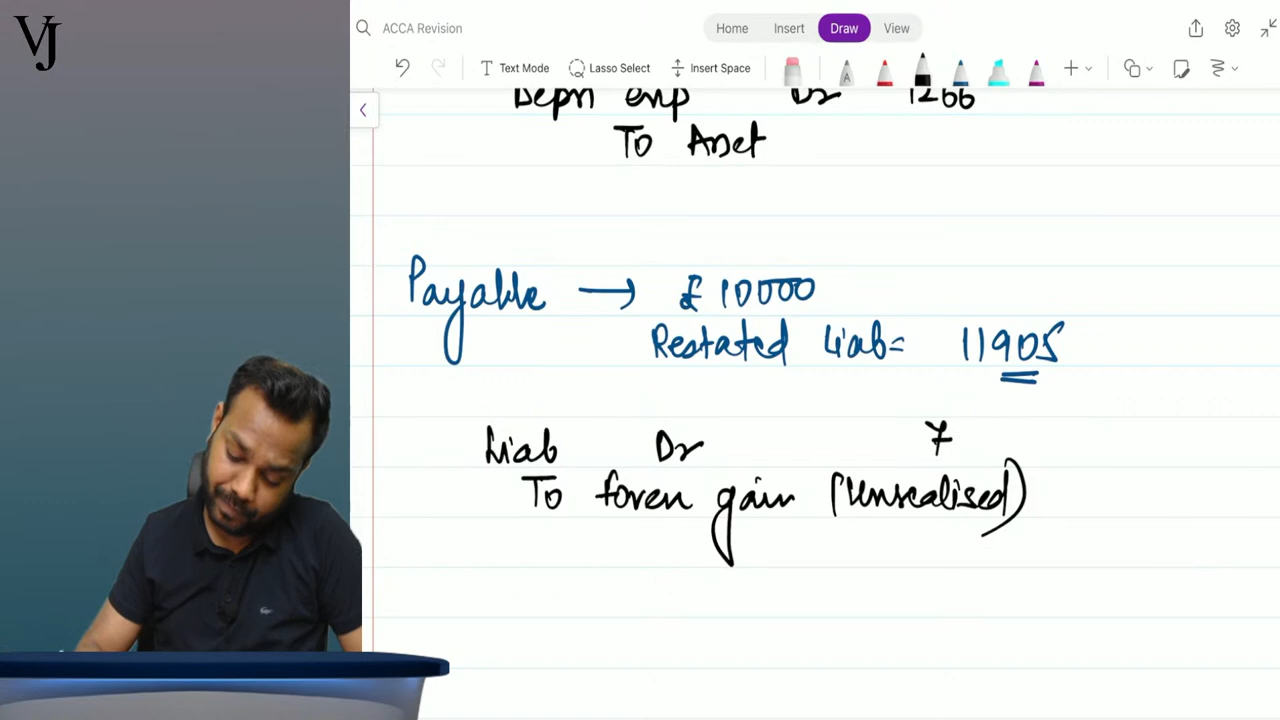 VJ
ACCA Revision
Home Insert Draw View
Text Mode Lasso Select Insert Space
Depn exp Dr 1266
To Asset
Payable → £ 10000
Restated Liab = 11905
Liab Dr 7
To forex gain (Unrealised)